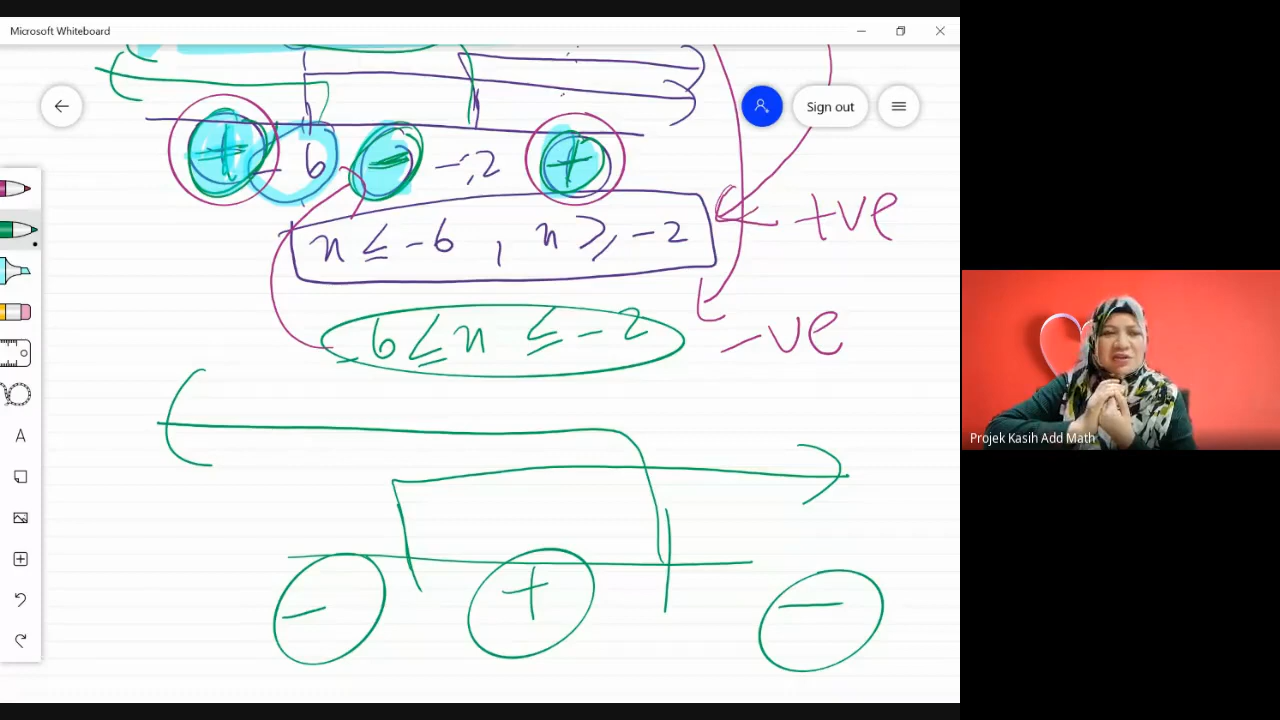 Microsoft Whiteboard
Sign out
+ -6 - -2 +
x ≤ -6 , x ≥ -2
+ve
-6 ≤ x ≤ -2
-ve
Projek Kasih Add Math
A
- + -